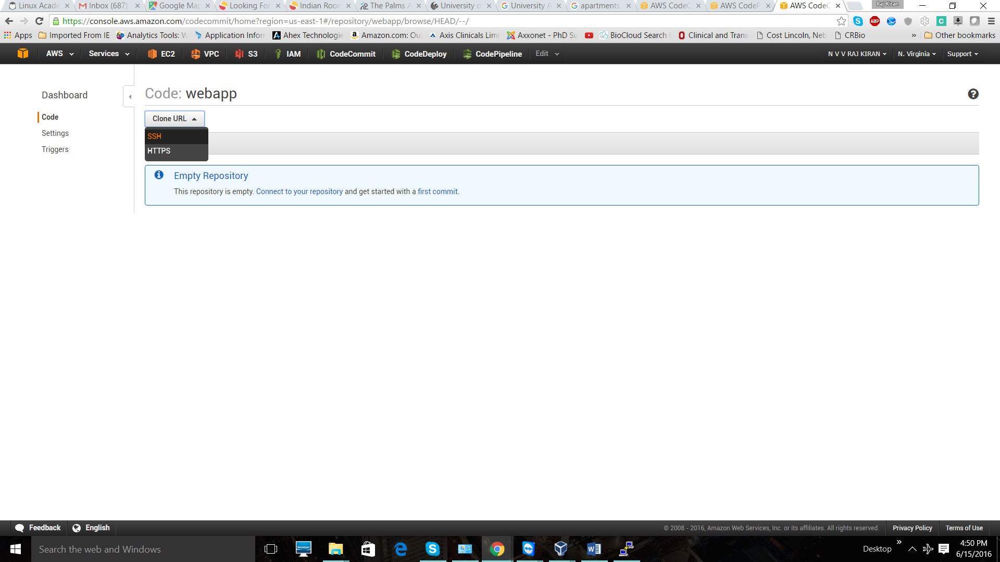 Linux Acade
Inbox (687)
Google Map
Looking For
Indian Room
The Palms A
University o
University A
apartments
AWS CodeC
AWS CodeP
AWS CodeC
Raj Kiran
https://console.aws.amazon.com/codecommit/home?region=us-east-1#/repository/webapp/browse/HEAD/--/
ABP
Apps
Imported From IE
Analytics Tools: W
Application Inforr
Ahex Technologie
Amazon.com: Ou
Axis Clinicals Limi
Axxonet - PhD Su
BioCloud Search
Clinical and Trans
Cost Lincoln, Neb
CRBio
»
Other bookmarks
AWS
Services
EC2
VPC
S3
IAM
CodeCommit
CodeDeploy
CodePipeline
Edit
N V V RAJ KIRAN
N. Virginia
Support
Dashboard
Code
Settings
Triggers
Code: webapp
Clone URL
SSH
HTTPS
Empty Repository
This repository is empty. Connect to your repository and get started with a first commit.
Feedback
English
© 2008 - 2016, Amazon Web Services, Inc. or its affiliates. All rights reserved.
Privacy Policy
Terms of Use
Search the web and Windows
Desktop
»
4:50 PM
6/15/2016